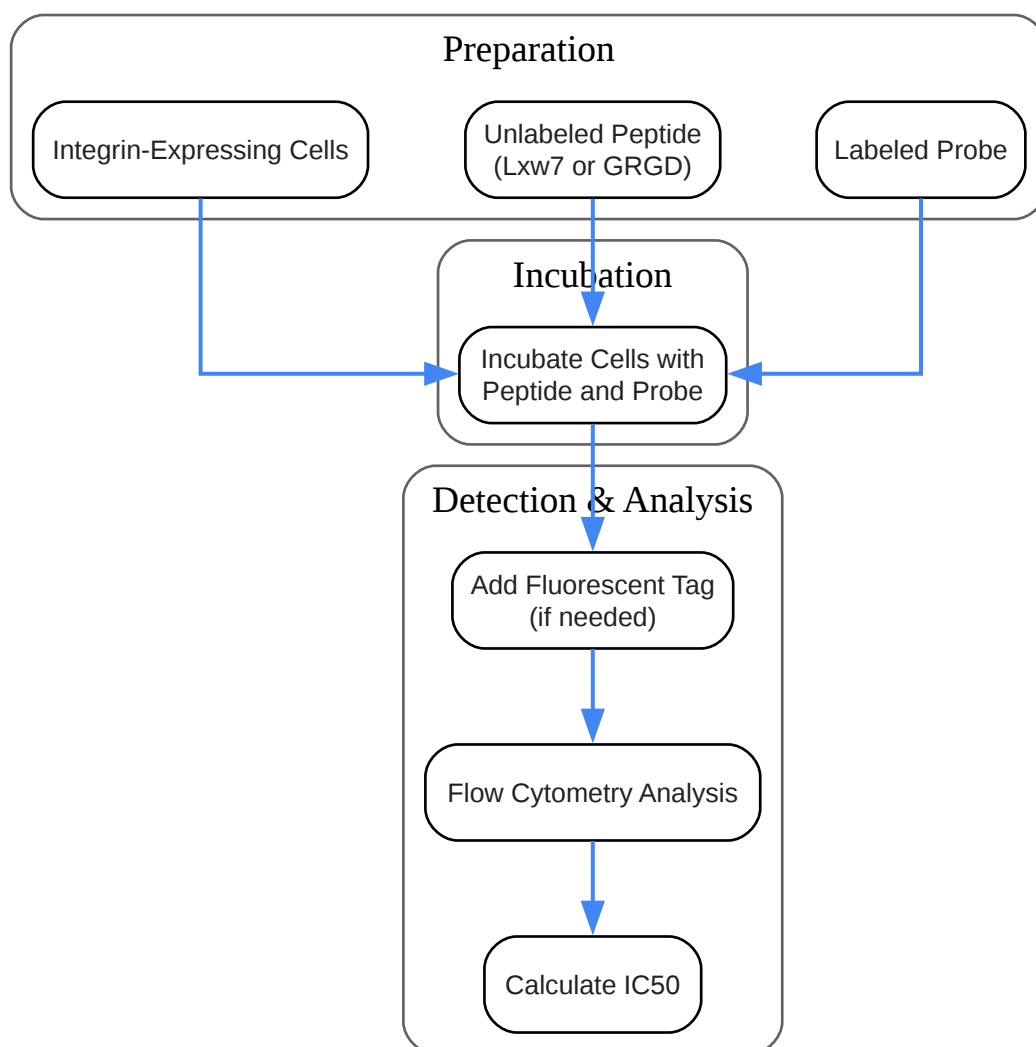 Preparation
Integrin-Expressing Cells
Unlabeled Peptide
(Lxw7 or GRGD)
Labeled Probe
Incubation
Incubate Cells with
Peptide and Probe
Detection & Analysis
Add Fluorescent Tag
(if needed)
Flow Cytometry Analysis
Calculate IC50